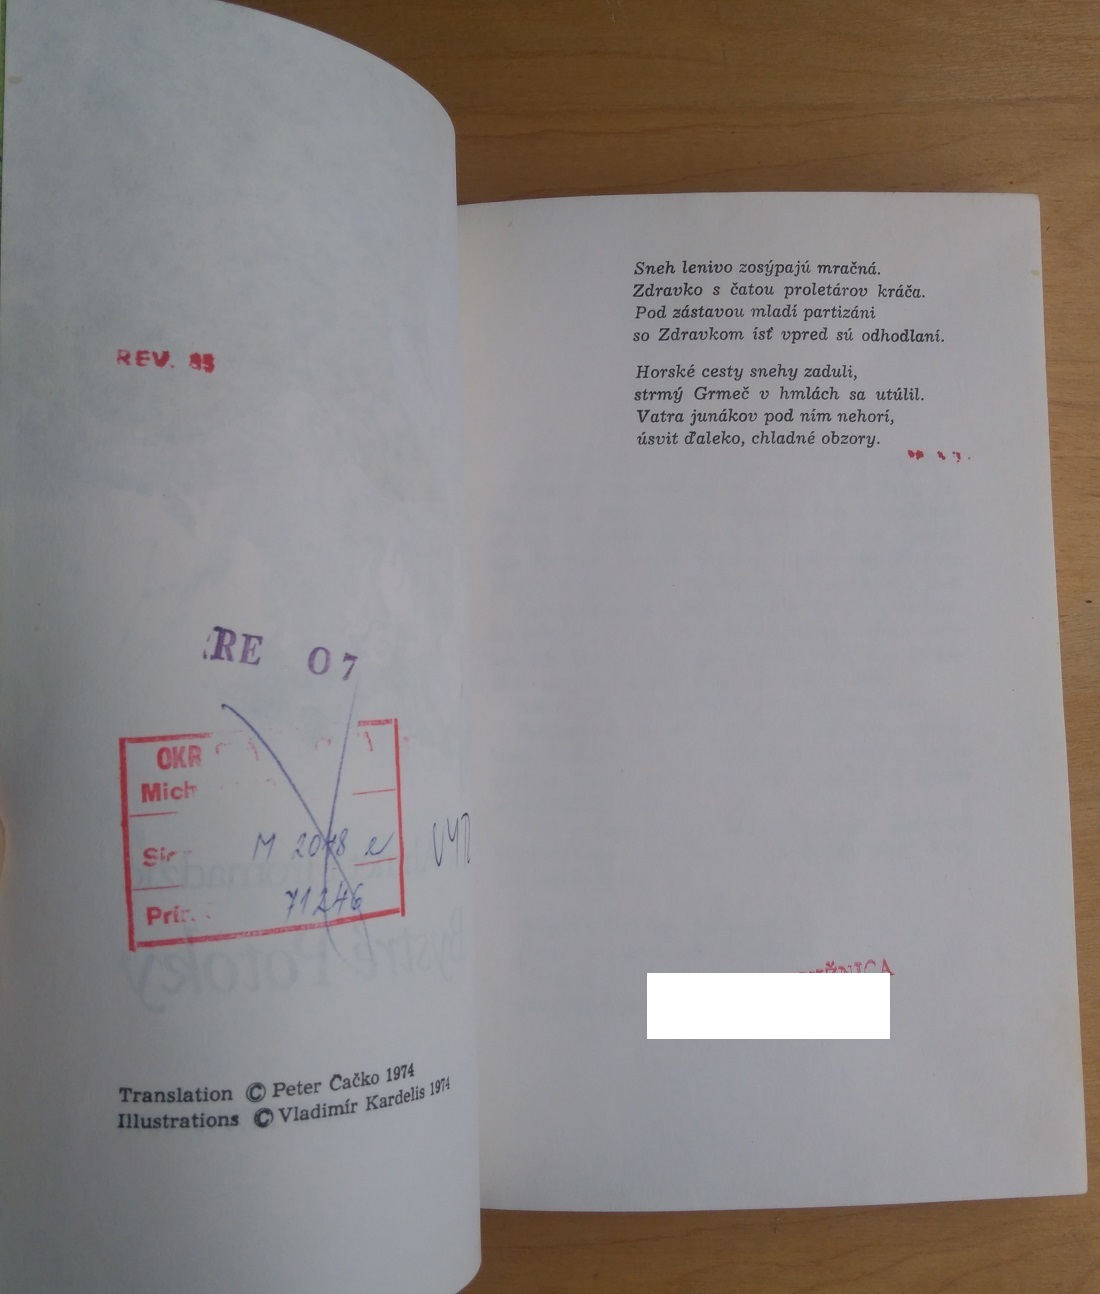 REV. 85
RE 07
OKR
Mich
M 2048 e
71246
Translation © Peter Čačko 1974
Illustrations © Vladimír Kardelis 1974
Sneh lenivo zosýpajú mračná.
Zdravko s čatou proletárov kráča.
Pod zástavou mladí partizáni
so Zdravkom ísť vpred sú odhodlaní.
Horské cesty snehy zaduli,
strmý Grmeč v hmlách sa utúlil.
Vatra junákov pod ním nehorí,
úsvit ďaleko, chladné obzory.